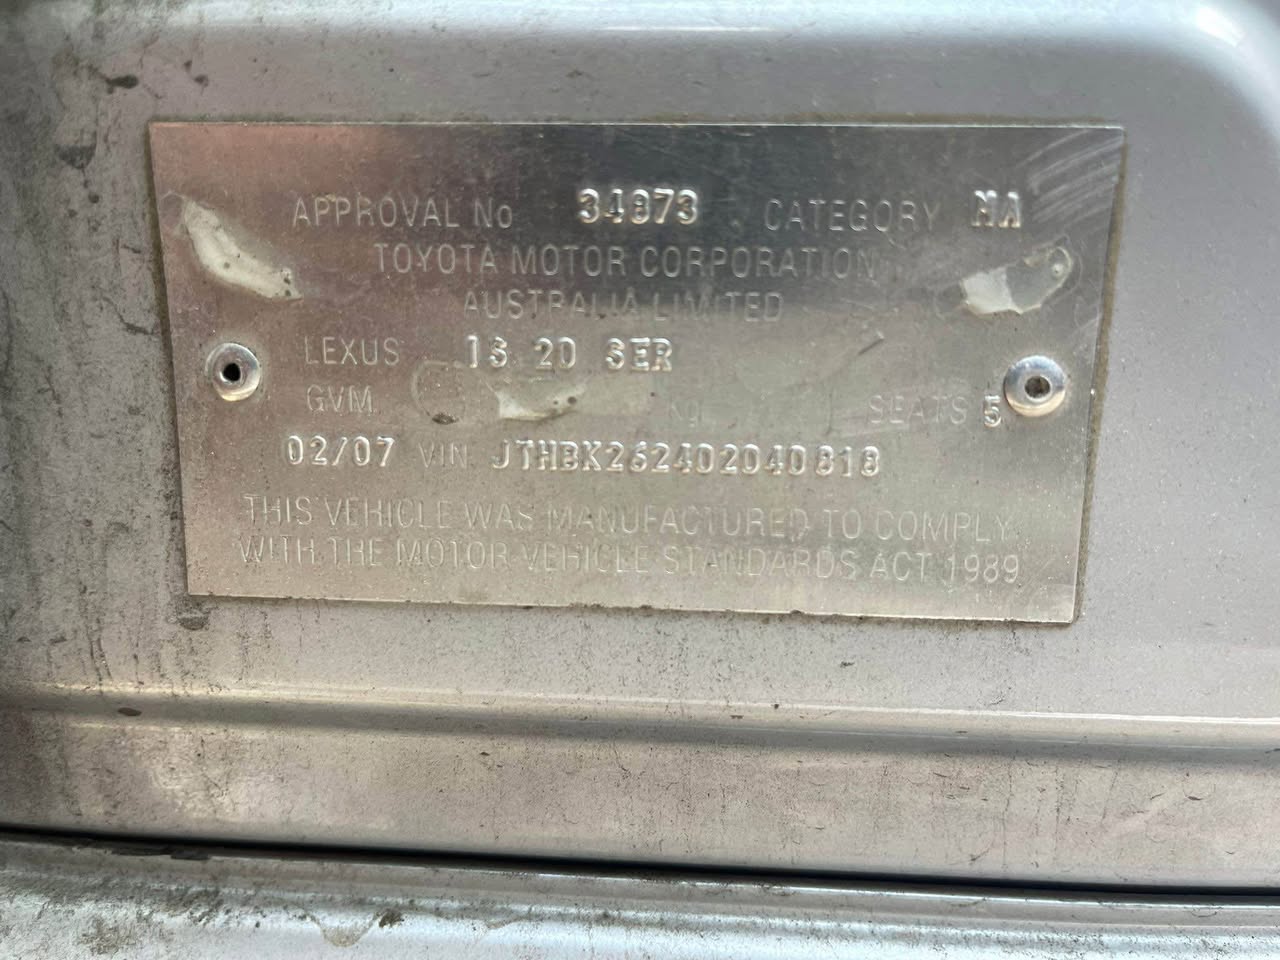 APPROVAL No 34873 CATEGORY MA
TOYOTA MOTOR CORPORATION
AUSTRALIA LIMITED
LEXUS IS 20 SER
GVM kg SEATS 5
02/07 VIN JTHBK262402040818
THIS VEHICLE WAS MANUFACTURED TO COMPLY
WITH THE MOTOR VEHICLE STANDARDS ACT 1989